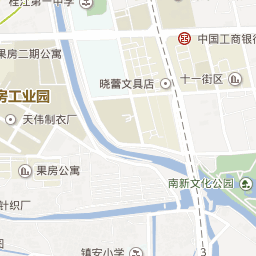 桂江第一中学
中国工商银行
果房二期公寓
晓蕾文具店
十一街区
房工业园
天伟制衣厂
果房公寓
南新文化公园
针织厂
镇安小学
3